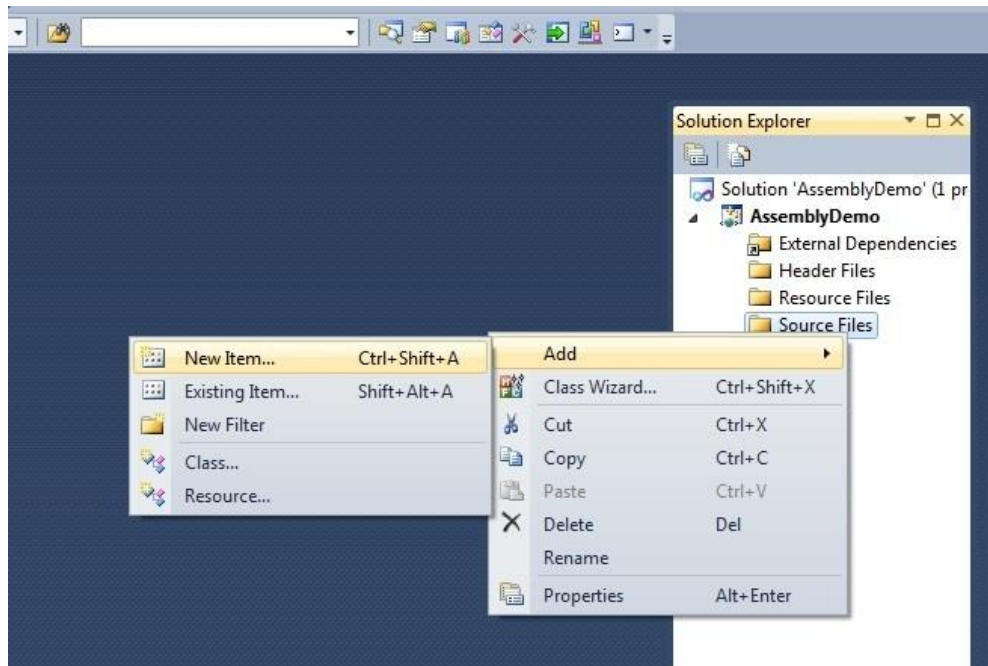 Solution Explorer
Solution 'AssemblyDemo' (1 pr
AssemblyDemo
External Dependencies
Header Files
Resource Files
Source Files
New Item... Ctrl+Shift+A
Existing Item... Shift+Alt+A
New Filter
Class...
Resource...
Add
Class Wizard... Ctrl+Shift+X
Cut Ctrl+X
Copy Ctrl+C
Paste Ctrl+V
Delete Del
Rename
Properties Alt+Enter